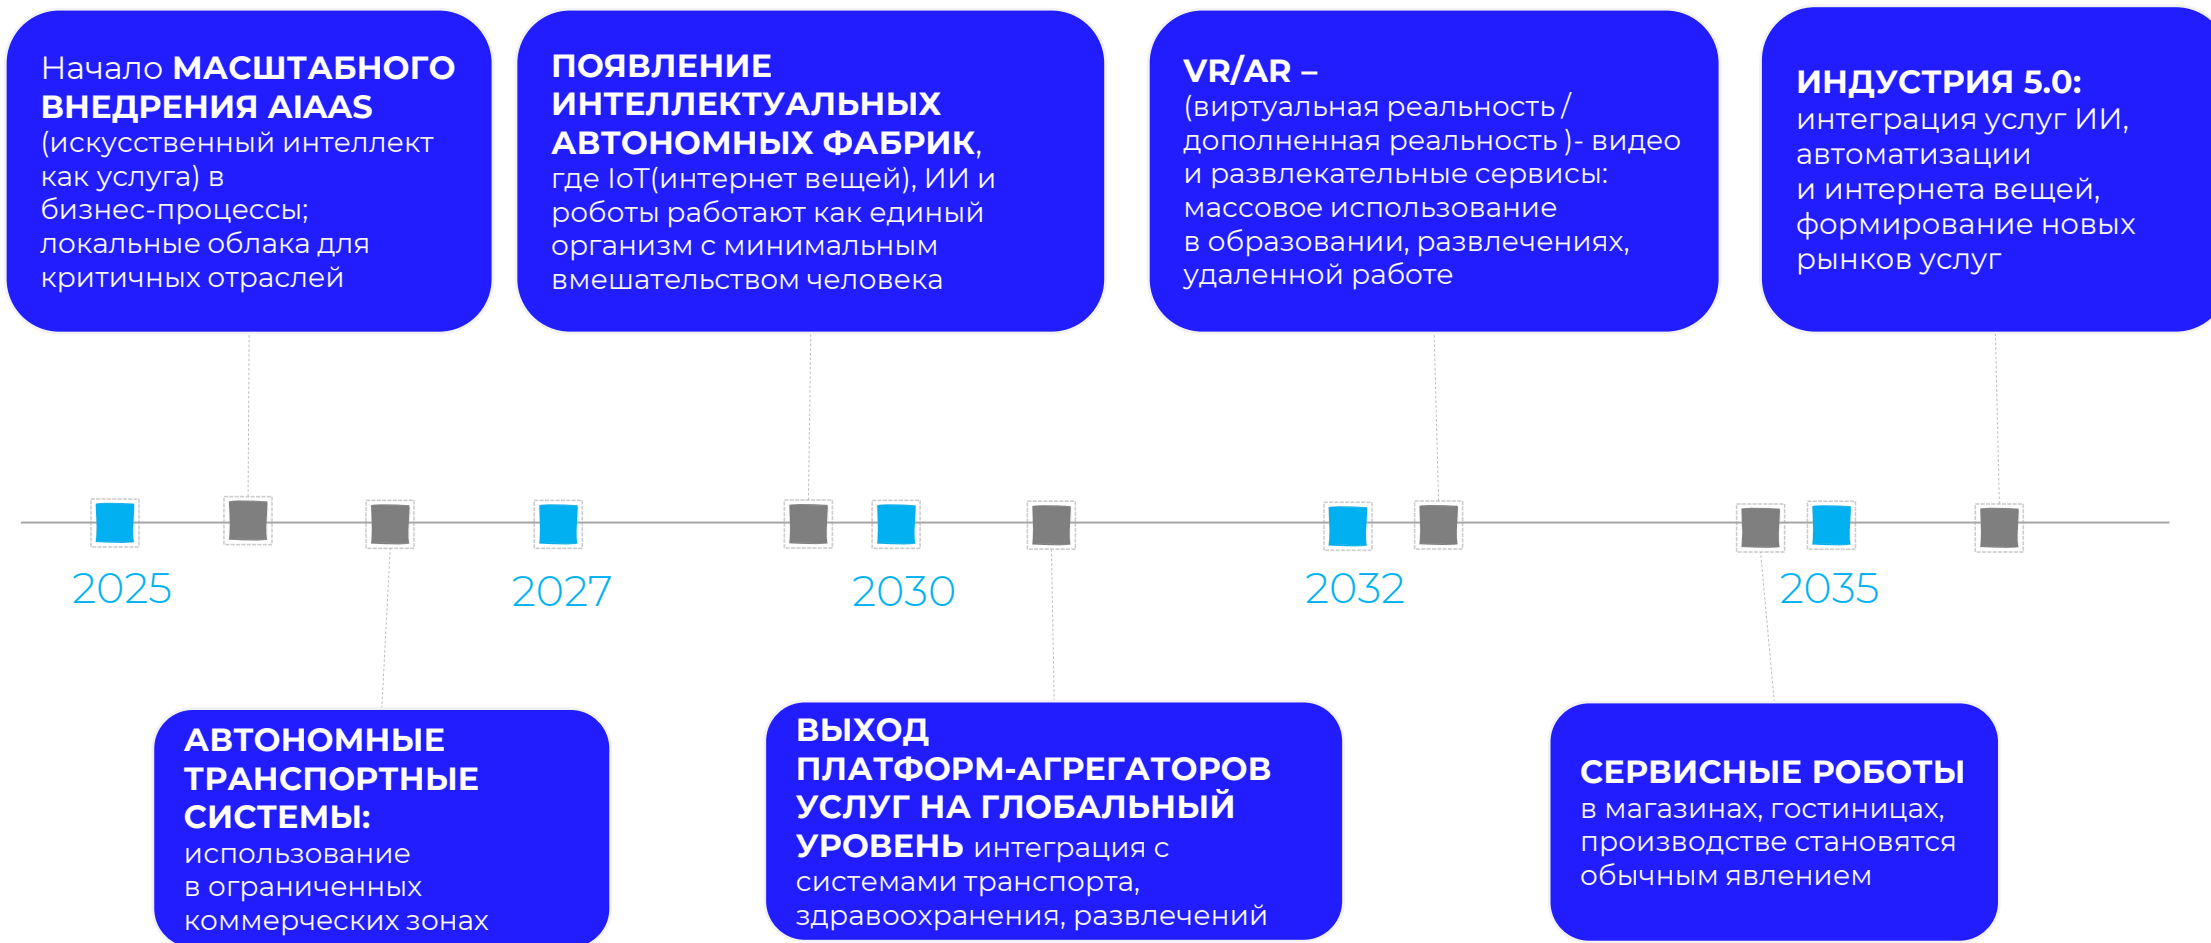 Начало МАСШТАБНОГО
ВНЕДРЕНИЯ AIAAS
(искусственный интеллект
как услуга) в
бизнес-процессы;
локальные облака для
критичных отраслей
ПОЯВЛЕНИЕ
ИНТЕЛЛЕКТУАЛЬНЫХ
АВТОНОМНЫХ ФАБРИК,
где IoT(интернет вещей), ИИ и
роботы работают как единый
организм с минимальным
вмешательством человека
VR/AR –
(виртуальная реальность /
дополненная реальность )- видео
и развлекательные сервисы:
массовое использование
в образовании, развлечениях,
удаленной работе
ИНДУСТРИЯ 5.0:
интеграция услуг ИИ,
автоматизации
и интернета вещей,
формирование новых
рынков услуг
2025
2027
2030
2032
2035
АВТОНОМНЫЕ
ТРАНСПОРТНЫЕ
СИСТЕМЫ:
использование
в ограниченных
коммерческих зонах
ВЫХОД
ПЛАТФОРМ-АГРЕГАТОРОВ
УСЛУГ НА ГЛОБАЛЬНЫЙ
УРОВЕНЬ интеграция с
системами транспорта,
здравоохранения, развлечений
СЕРВИСНЫЕ РОБОТЫ
в магазинах, гостиницах,
производстве становятся
обычным явлением